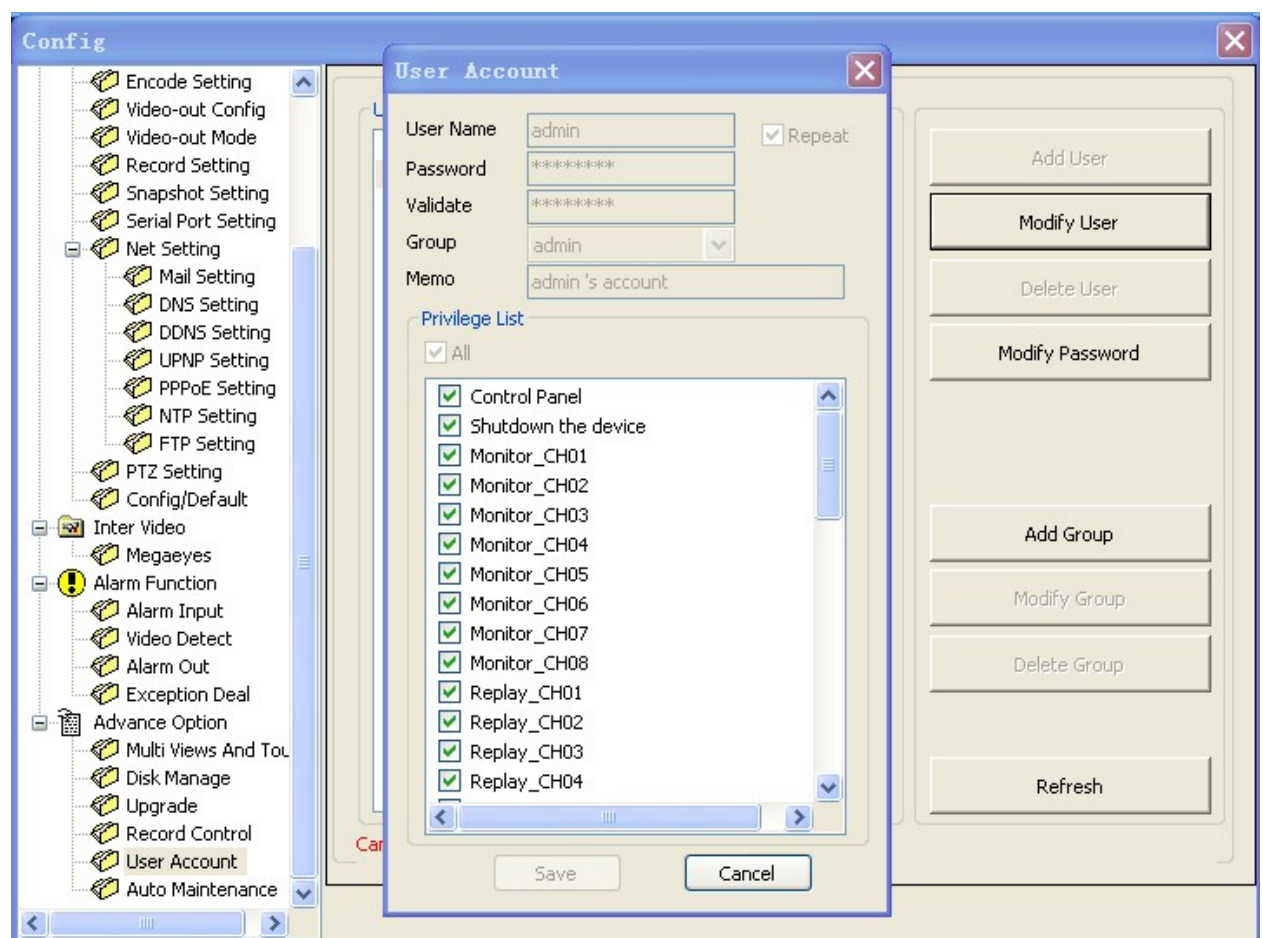 Config
Encode Setting
Video-out Config
Video-out Mode
Record Setting
Snapshot Setting
Serial Port Setting
Net Setting
Mail Setting
DNS Setting
DDNS Setting
UPNP Setting
PPPoE Setting
NTP Setting
FTP Setting
PTZ Setting
Config/Default
Inter Video
Megaeyes
Alarm Function
Alarm Input
Video Detect
Alarm Out
Exception Deal
Advance Option
Multi Views And Tou
Disk Manage
Upgrade
Record Control
User Account
Auto Maintenance
User Account
User Name admin Repeat
Password ********
Validate ********
Group admin
Memo admin 's account
Privilege List
All
Control Panel
Shutdown the device
Monitor_CH01
Monitor_CH02
Monitor_CH03
Monitor_CH04
Monitor_CH05
Monitor_CH06
Monitor_CH07
Monitor_CH08
Replay_CH01
Replay_CH02
Replay_CH03
Replay_CH04
Save Cancel
Add User
Modify User
Delete User
Modify Password
Add Group
Modify Group
Delete Group
Refresh